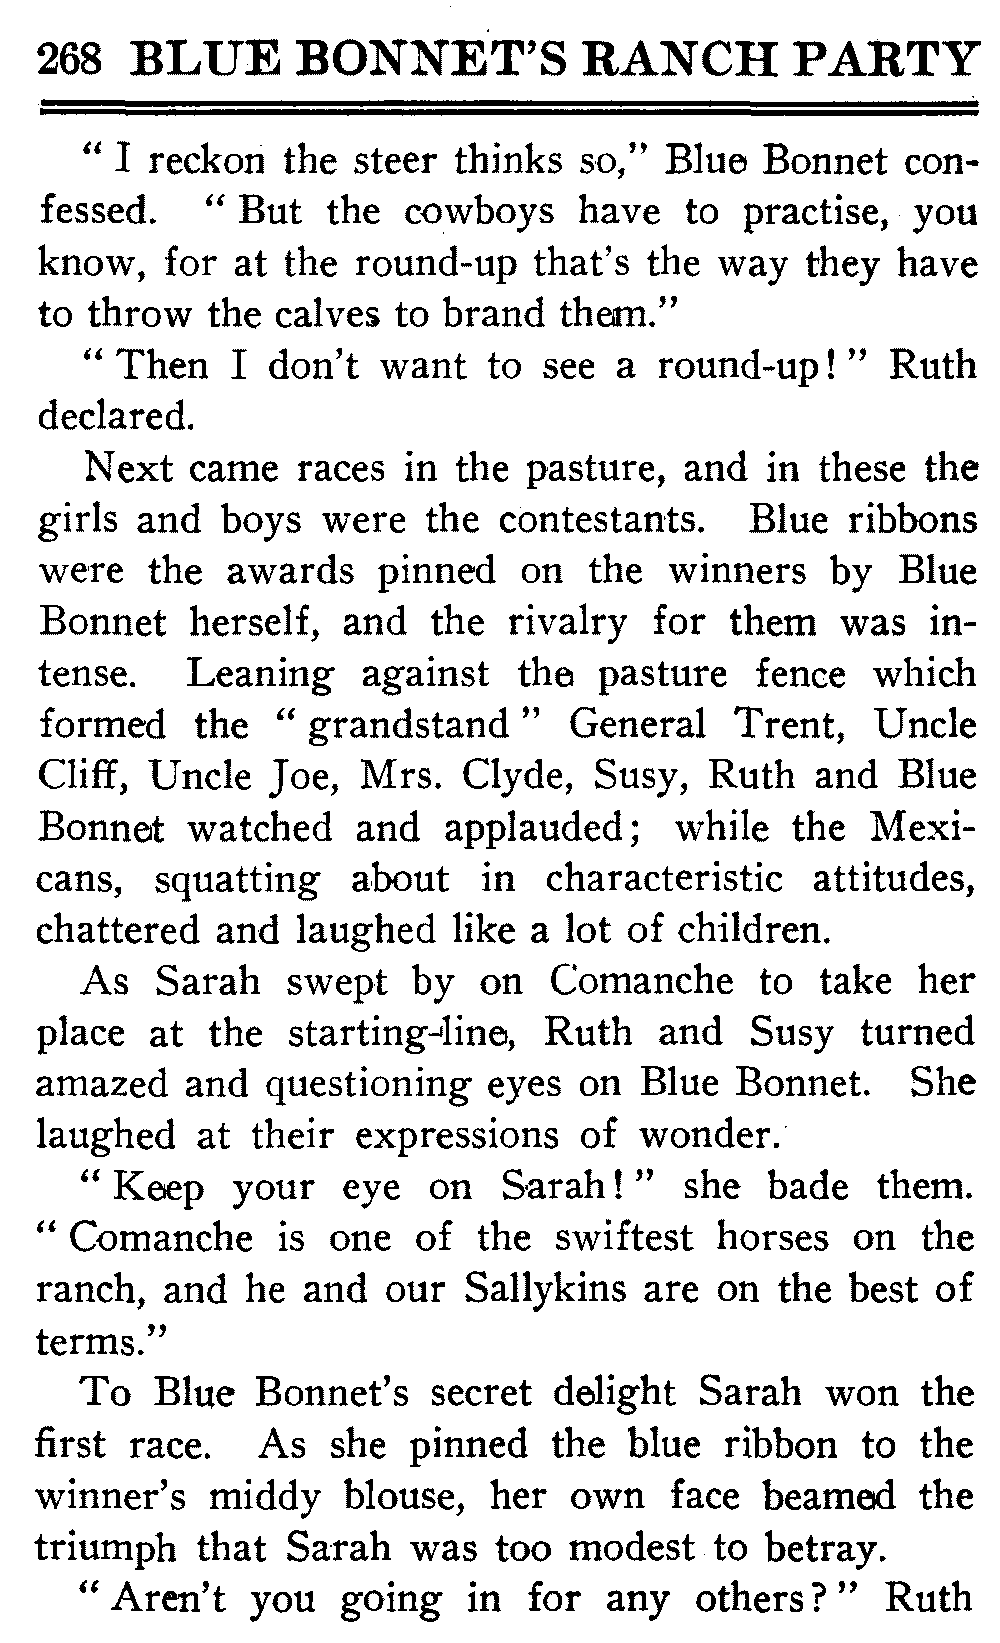 268 BLUE BONNET'S RANCH PARTY
" I reckon the steer thinks so," Blue Bonnet con-
fessed. " But the cowboys have to practise, you
know, for at the round-up that's the way they have
to throw the calves to brand them."
" Then I don't want to see a round-up! " Ruth
declared.
Next came races in the pasture, and in these the
girls and boys were the contestants. Blue ribbons
were the awards pinned on the winners by Blue
Bonnet herself, and the rivalry for them was in-
tense. Leaning against the pasture fence which
formed the " grandstand " General Trent, Uncle
Cliff, Uncle Joe, Mrs. Clyde, Susy, Ruth and Blue
Bonnet watched and applauded; while the Mexi-
cans, squatting about in characteristic attitudes,
chattered and laughed like a lot of children.
As Sarah swept by on Comanche to take her
place at the starting-line, Ruth and Susy turned
amazed and questioning eyes on Blue Bonnet. She
laughed at their expressions of wonder.
" Keep your eye on Sarah! " she bade them.
" Comanche is one of the swiftest horses on the
ranch, and he and our Sallykins are on the best of
terms."
To Blue Bonnet's secret delight Sarah won the
first race. As she pinned the blue ribbon to the
winner's middy blouse, her own face beamed the
triumph that Sarah was too modest to betray.
" Aren't you going in for any others? " Ruth